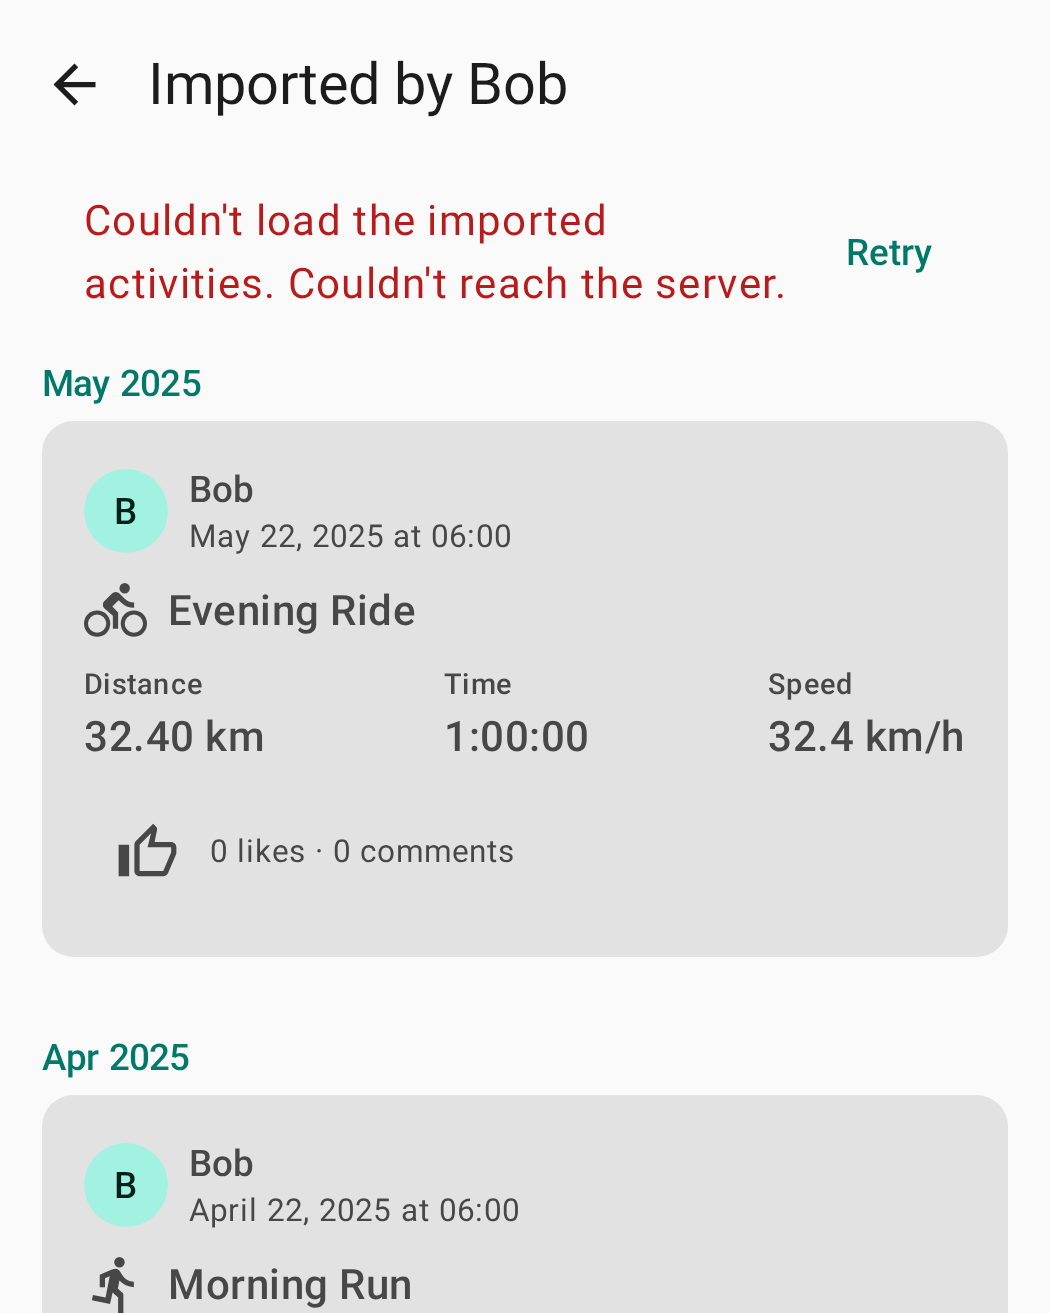 Imported by Bob
Couldn't load the imported
activities. Couldn't reach the server.
Retry
May 2025
B
Bob
May 22, 2025 at 06:00
Evening Ride
Distance Time Speed
32.40 km 1:00:00 32.4 km/h
0 likes · 0 comments
Apr 2025
B
Bob
April 22, 2025 at 06:00
Morning Run